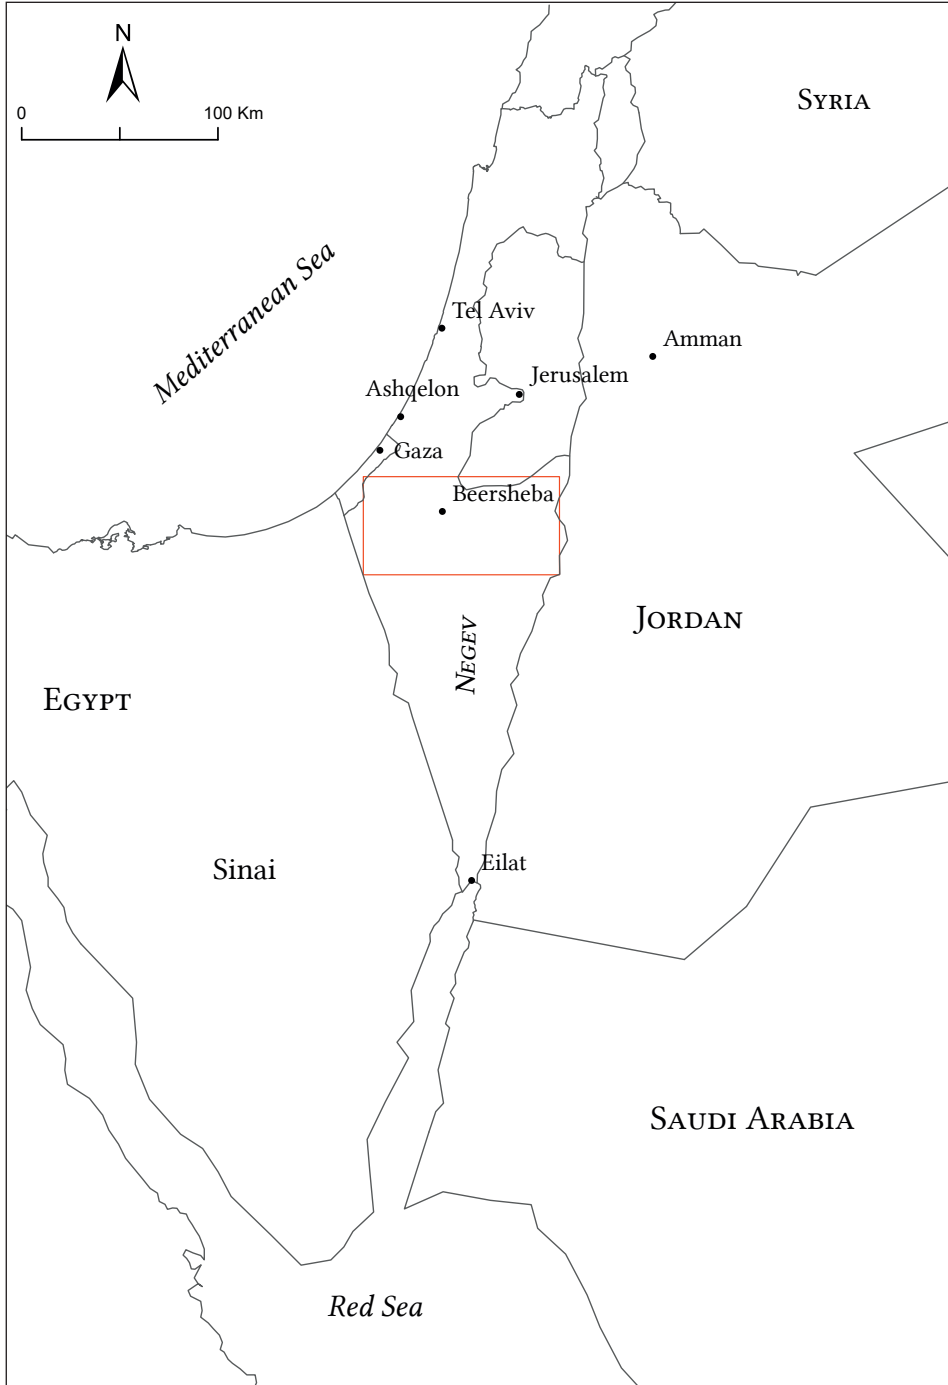 N
0 100 Km
SYRIA
Mediterranean Sea
Tel Aviv
Amman
Jerusalem
Ashqelon
Gaza
Beersheba
JORDAN
NEGEV
EGYPT
Eilat
Sinai
SAUDI ARABIA
Red Sea